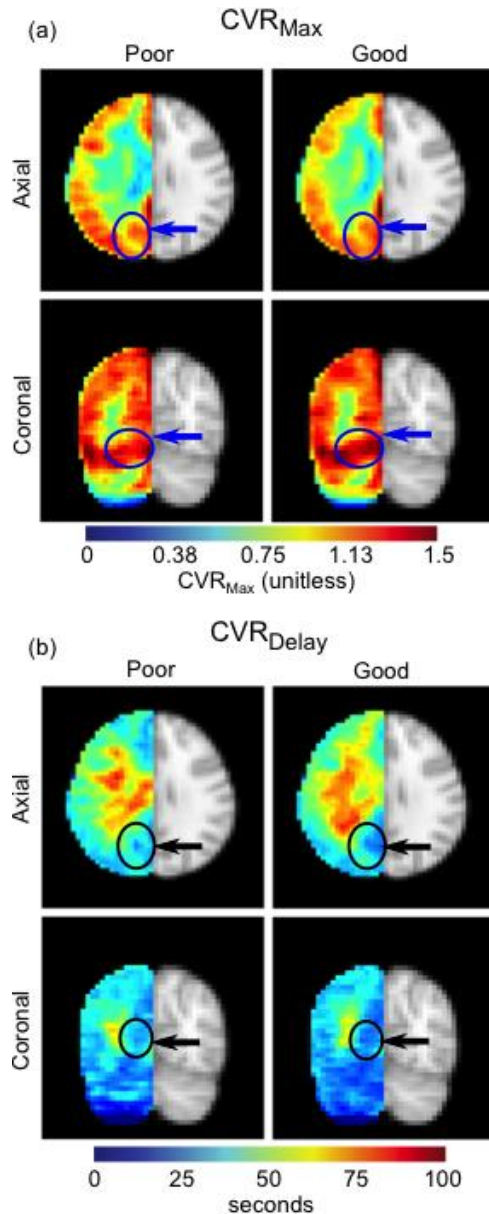 (a) CVRMax
Poor Good
Axial
Coronal
0 0.38 0.75 1.13 1.5
CVRMax (unitless)
(b) CVRDelay
Poor Good
Axial
Coronal
0 25 50 75 100
seconds